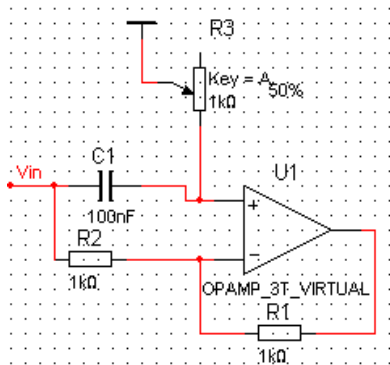 R3
Key = A
50%
1kΩ
C1
Vin
U1
100nF
+
R2
−
1kΩ
OPAMP_3T_VIRTUAL
R1
1kΩ